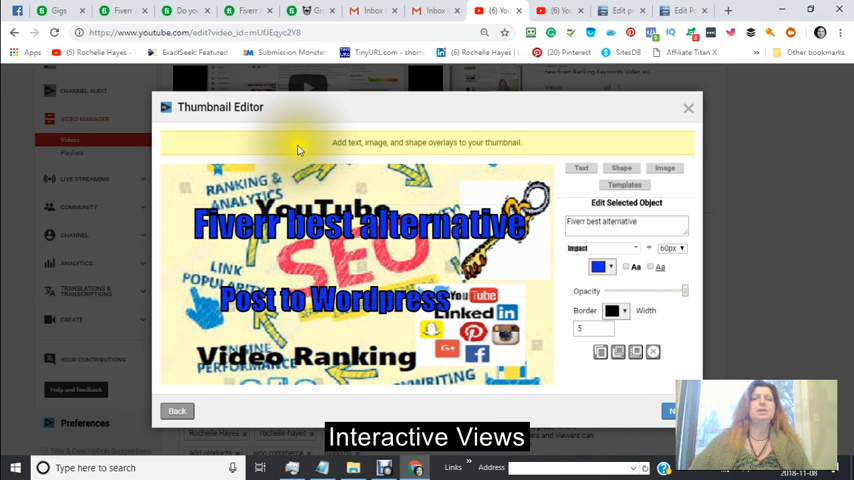 Gigs
Fiverr
Do you
Fiverr
Inbox
Inbox
(6) You
Edit p
Edit Po
https://www.youtube.com/edit?video_id=mUfJEqyc2Y8
Apps
(5) Rochelle Hayes -
ExactSeek: Featured
Submission Monster
TinyURL.com - short
(6) Rochelle Hayes -
(20) Pinterest
SitesDB
Affiliate Titan X
Other bookmarks
CHANNEL AUDIT
VIDEO MANAGER
Videos
Playlists
LIVE STREAMING
COMMUNITY
CHANNEL
ANALYTICS
TRANSLATIONS &
TRANSCRIPTIONS
CREATE
YOUR CONTRIBUTIONS
Help and feedback
Preferences
Thumbnail Editor
Add text, image, and shape overlays to your thumbnail.
RANKING &
ANALYTICS
YouTube
Fiverr best alternative
SEO
LINK
POPULARITY
Post to Wordpress
You Tube
Linked in
ENGINE
PERFORMANCE
Video Ranking
COPYWRITING
G+
Text
Shape
Image
Templates
Edit Selected Object
Fiverr best alternative
Impact
60px
Aa
Aa
Opacity
Border
Width
5
Back
Rochelle Hayes
rochelle hayes
Interactive Views
Type here to search
Links
Address
2018-11-08